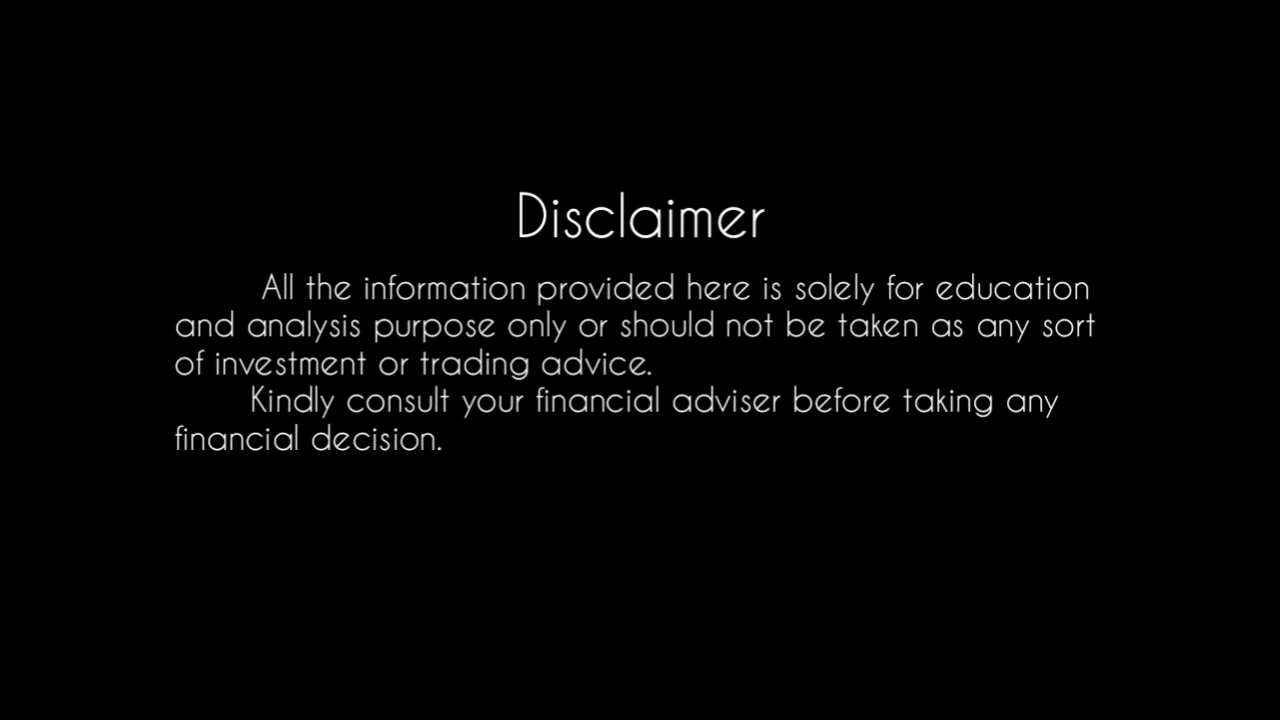 Disclaimer
All the information provided here is solely for education
and analysis purpose only or should not be taken as any sort
of investment or trading advice.
Kindly consult your financial adviser before taking any
financial decision.